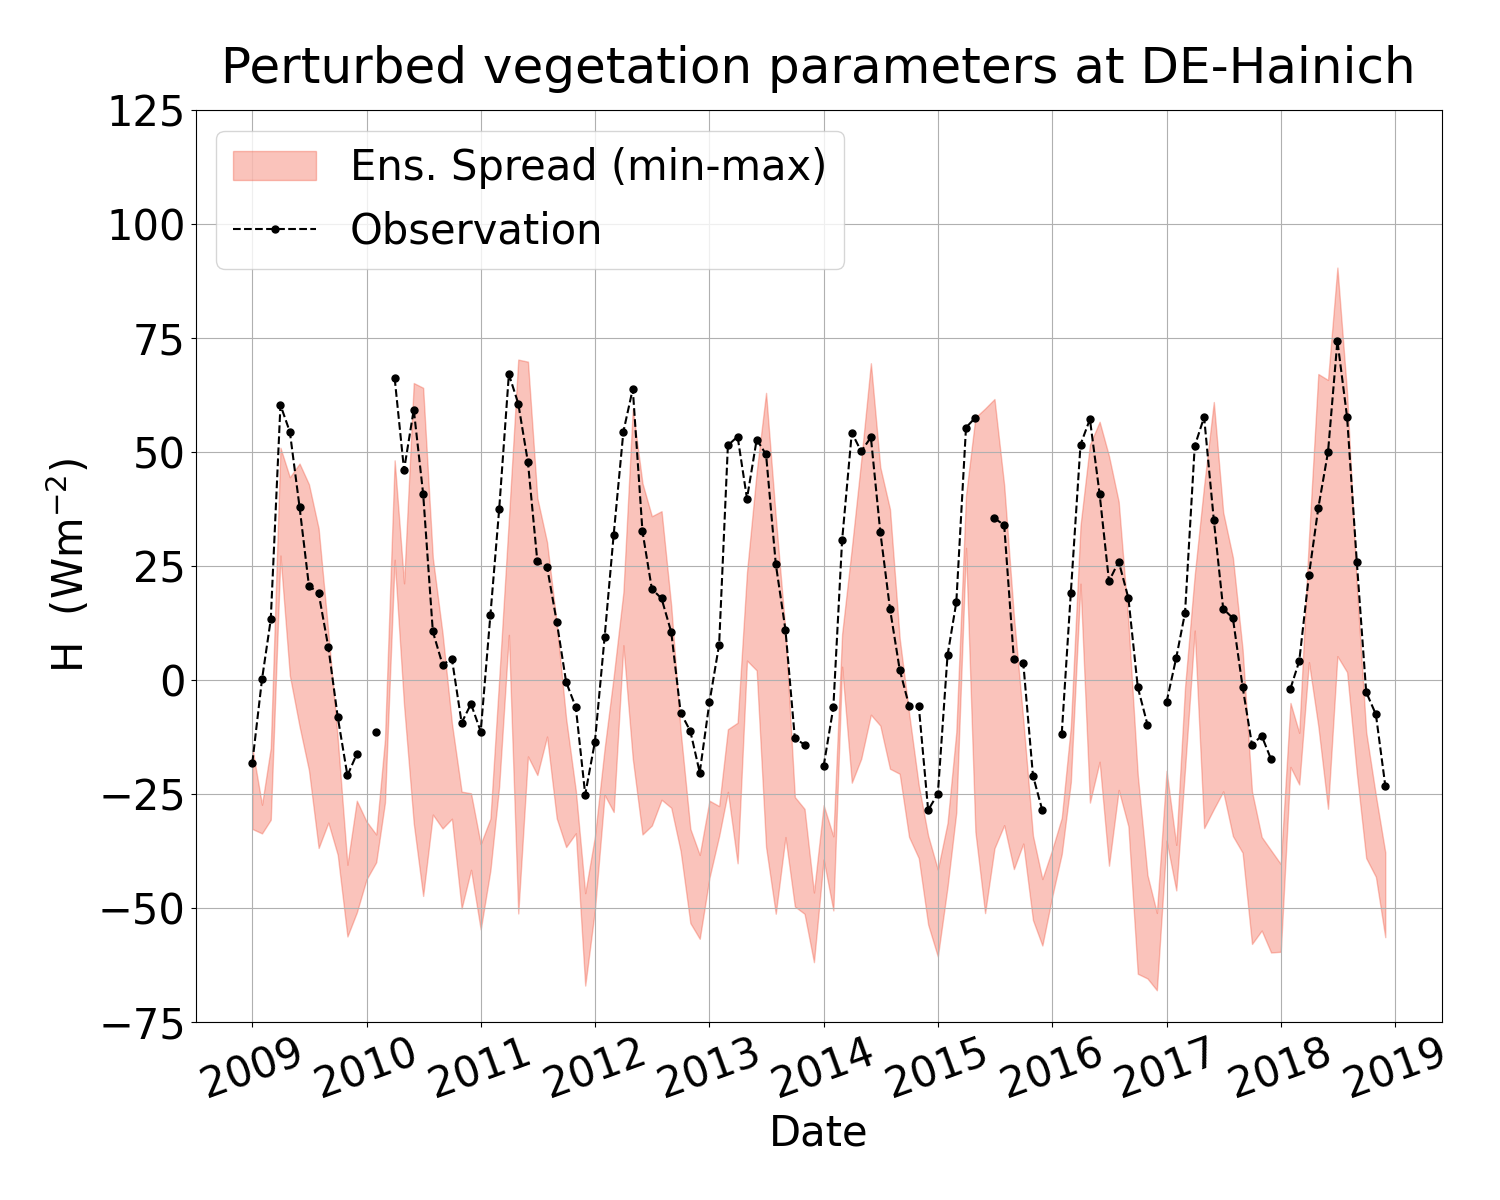 Perturbed vegetation parameters at DE-Hainich
125
100
75
50
25
0
−25
−50
−75
H (Wm⁻²)
Ens. Spread (min-max)
Observation
2009 2010 2011 2012 2013 2014 2015 2016 2017 2018 2019
Date